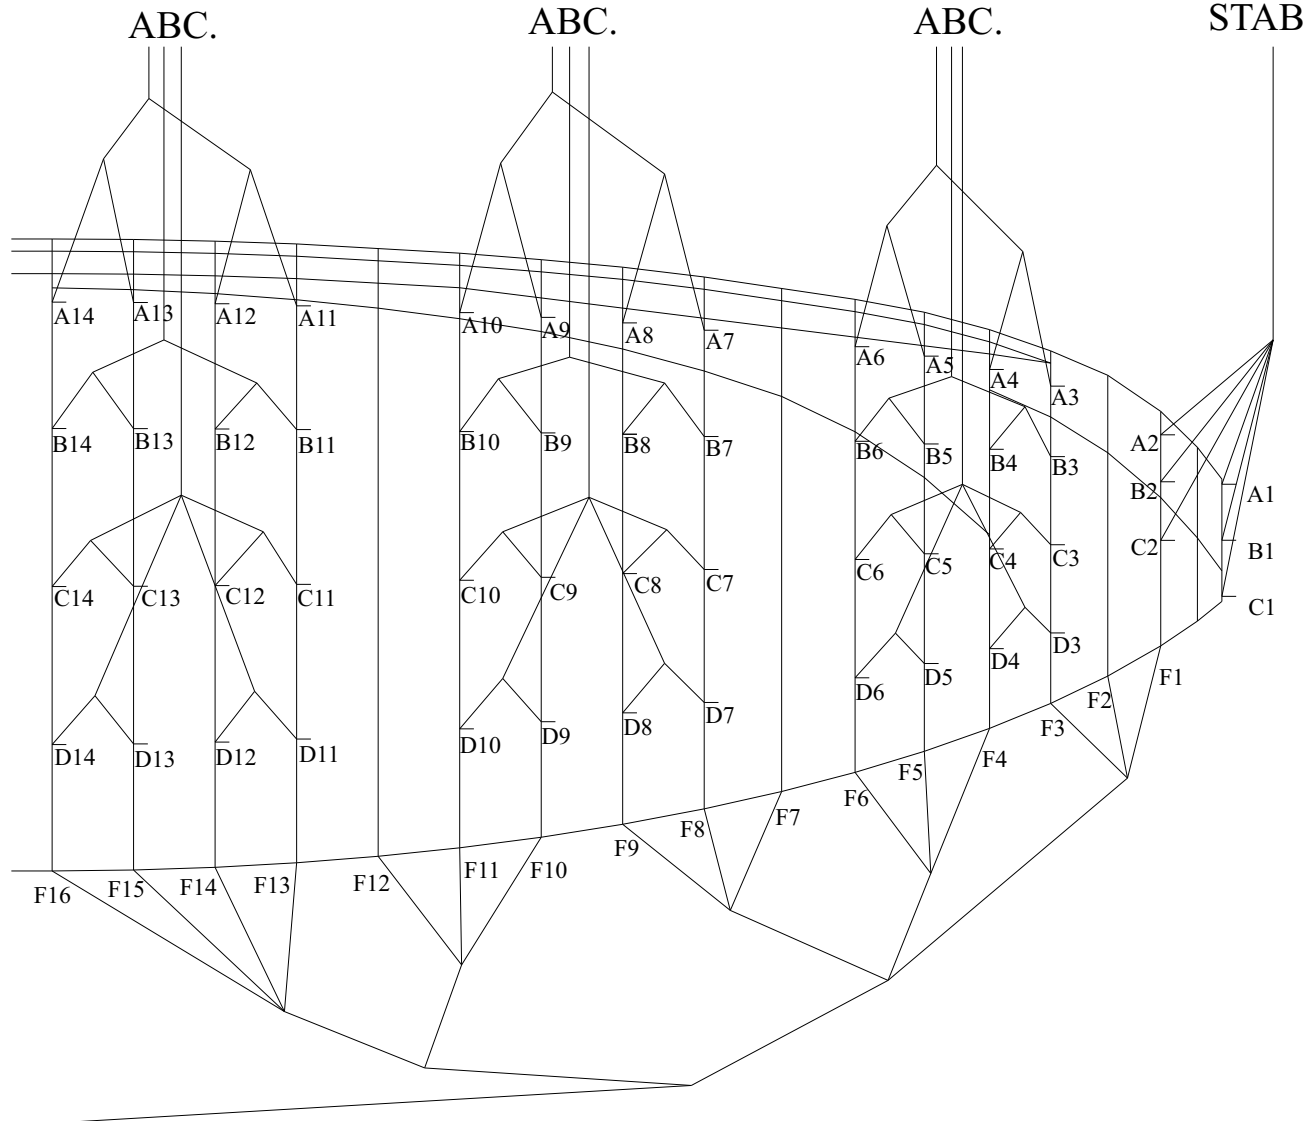 ABC. ABC. ABC. STAB
A14 A13 A12 A11 A10 A9 A8 A7 A6 A5 A4 A3
B14 B13 B12 B11 B10 B9 B8 B7 B6 B5 B4 B3 A2
B2 A1
C2 B1
C14 C13 C12 C11 C10 C9 C8 C7 C6 C5 C4 C3 C1
D14 D13 D12 D11 D10 D9 D8 D7 D6 D5 D4 D3
F16 F15 F14 F13 F12 F11 F10 F9 F8 F7 F6 F5 F4 F3 F2 F1